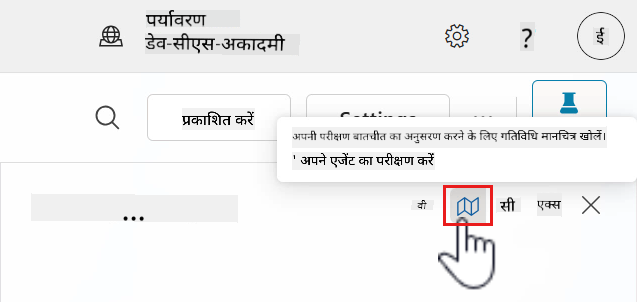 पर्यावरण
डेव-सीएस-अकादमी
?
ई
प्रकाशित करें
Settings
...
अपनी परीक्षण बातचीत का अनुसरण करने के लिए गतिविधि मानचित्र खोलें।
' अपने एजेंट का परीक्षण करें
...
वी
सी
एक्स